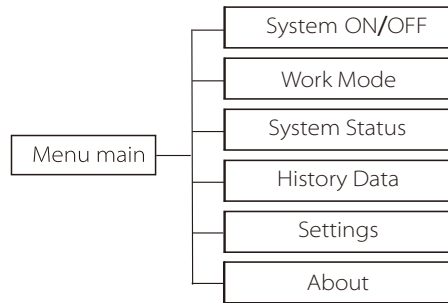 System ON/OFF
Work Mode
System Status
Menu main
History Data
Settings
About